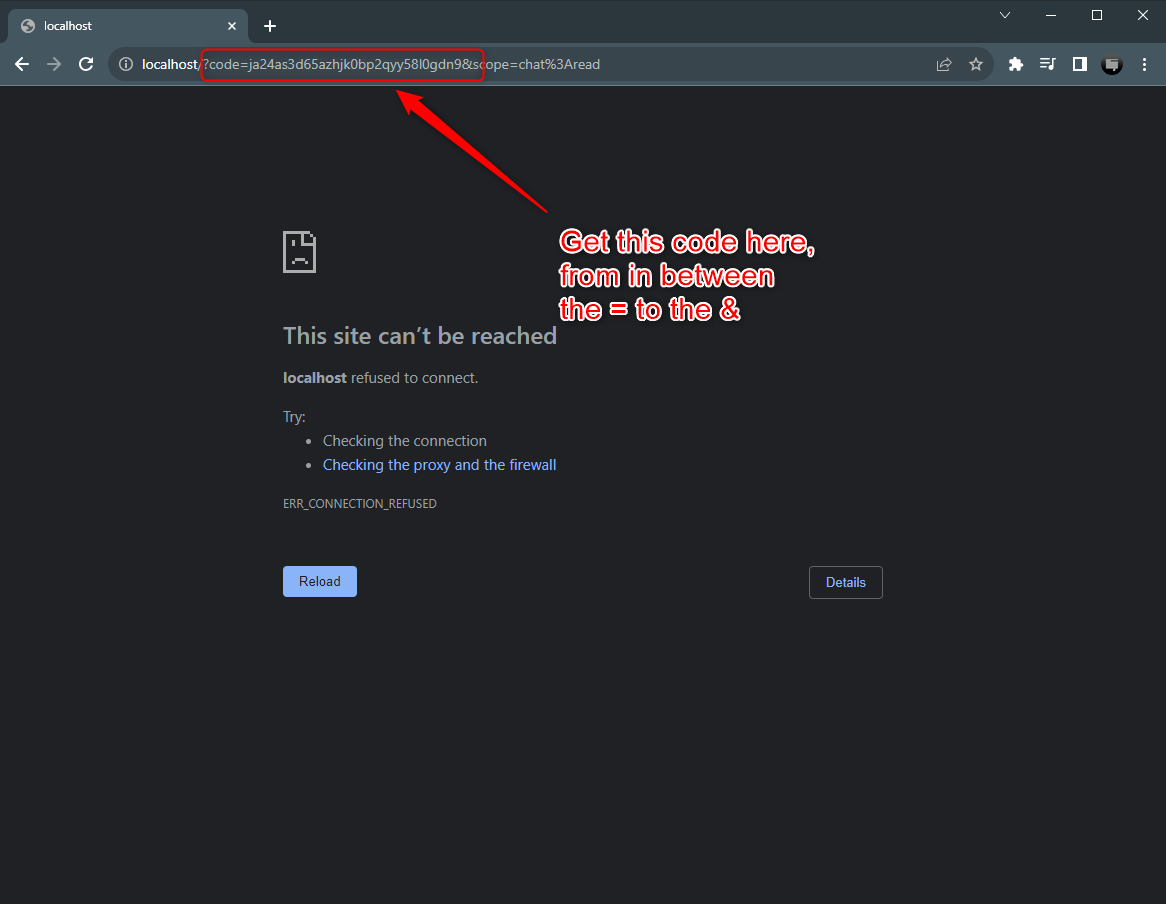 localhost
localhost/?code=ja24as3d65azhjk0bp2qyy58l0gdn9&scope=chat%3Aread
Get this code here,
from in between
the = to the &
This site can’t be reached
localhost refused to connect.
Try:
Checking the connection
Checking the proxy and the firewall
ERR_CONNECTION_REFUSED
Reload
Details